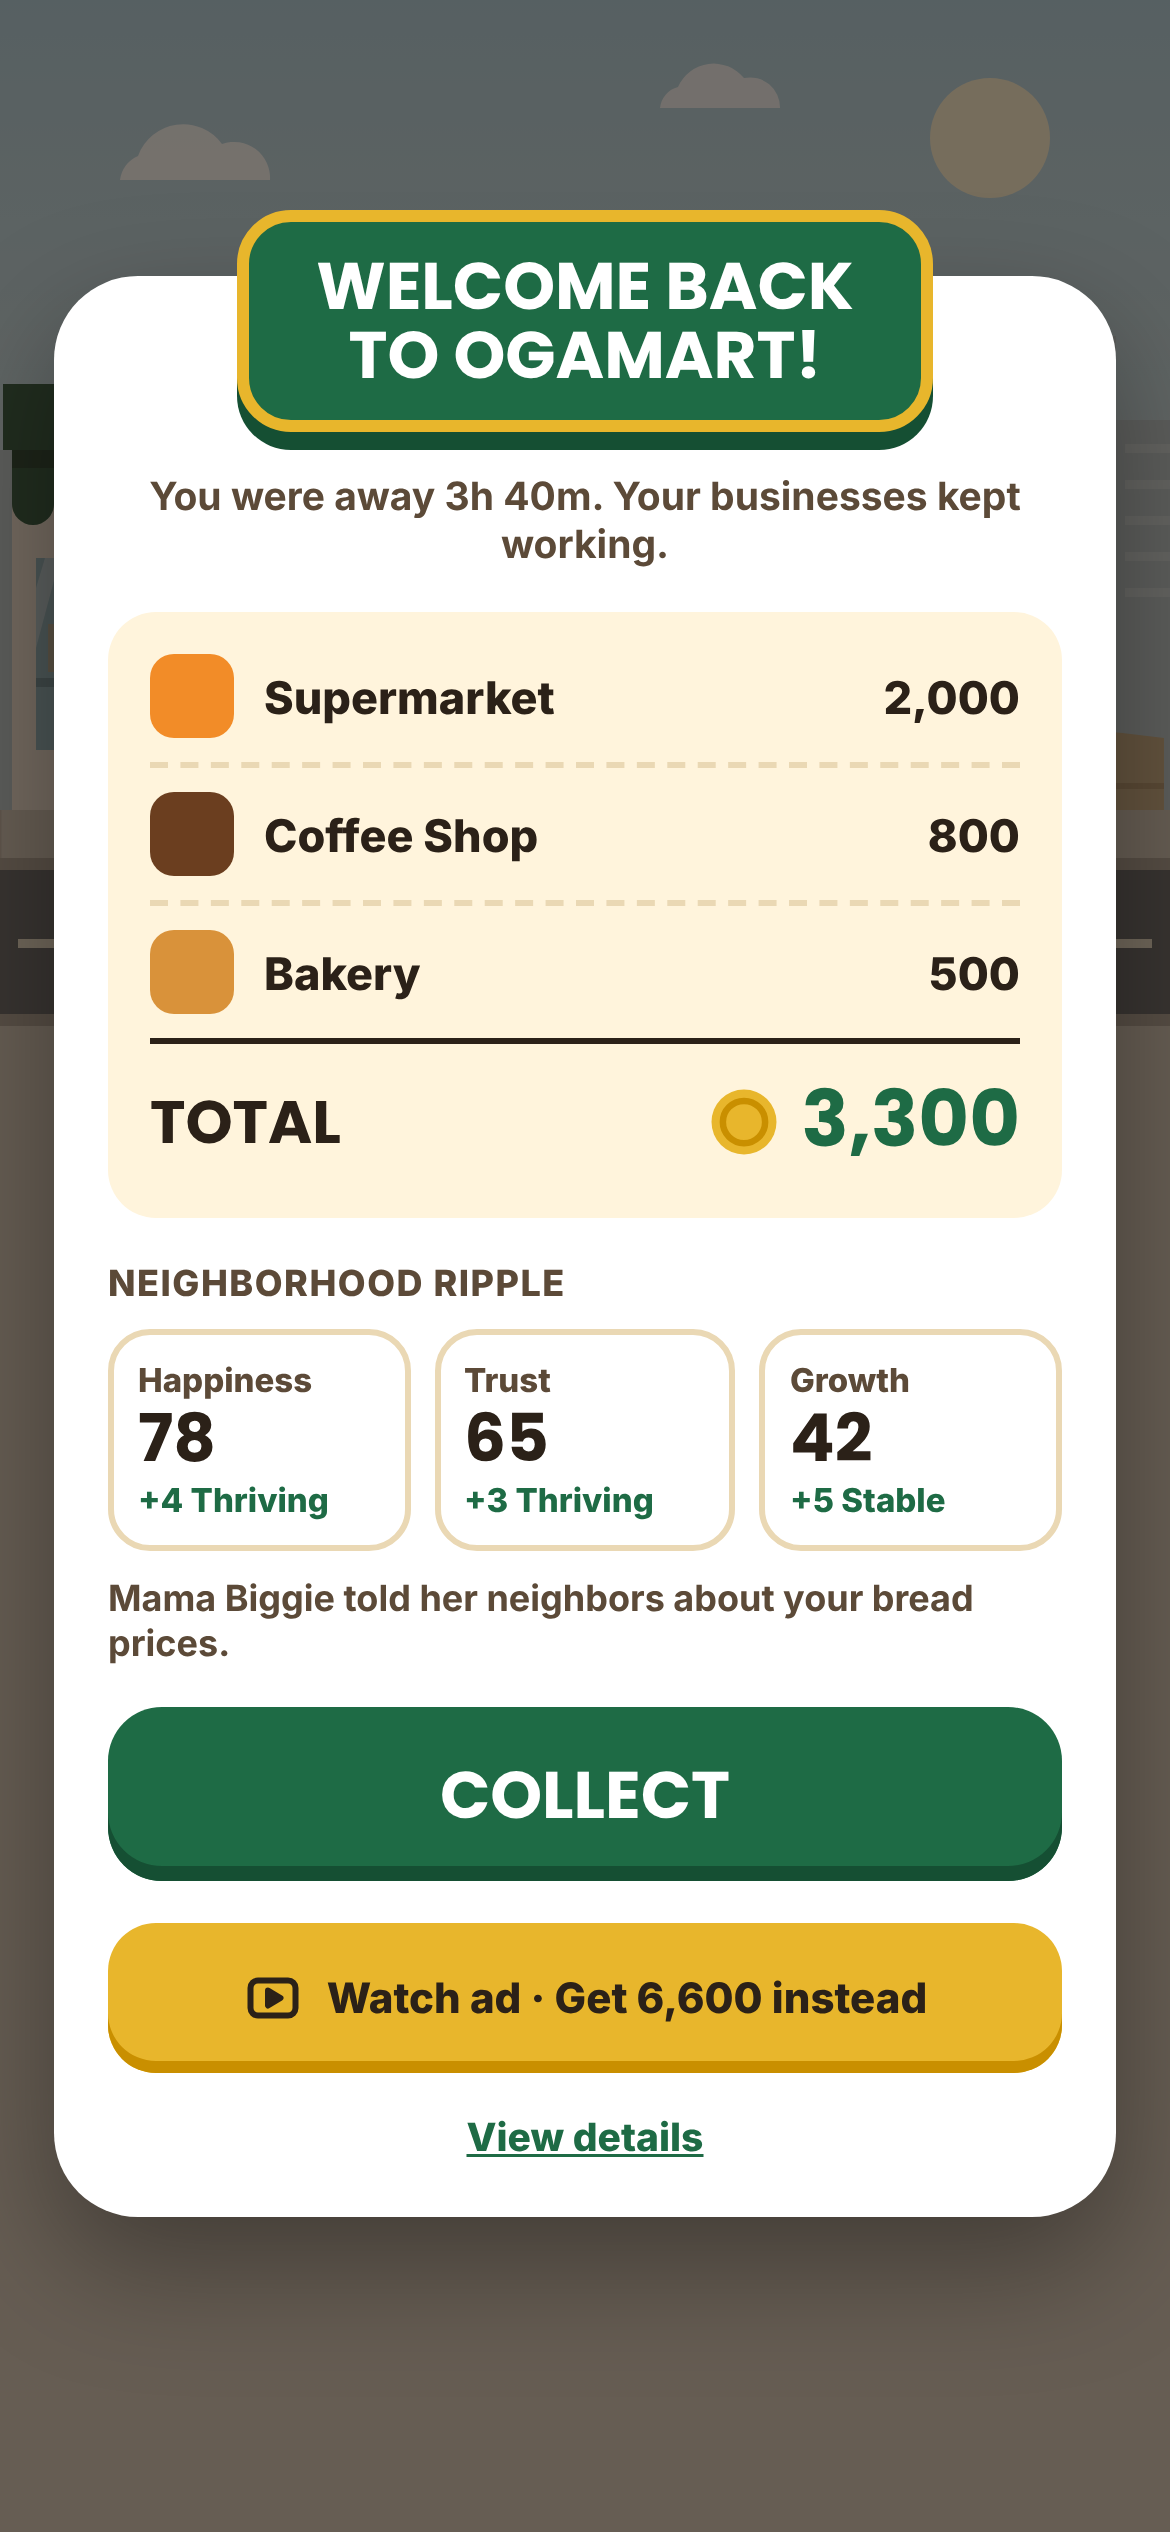 WELCOME BACK
TO OGAMART!
You were away 3h 40m. Your businesses kept
working.
Supermarket 2,000
Coffee Shop 800
Bakery 500
TOTAL 3,300
NEIGHBORHOOD RIPPLE
Happiness Trust Growth
78 65 42
+4 Thriving +3 Thriving +5 Stable
Mama Biggie told her neighbors about your bread
prices.
COLLECT
Watch ad · Get 6,600 instead
View details